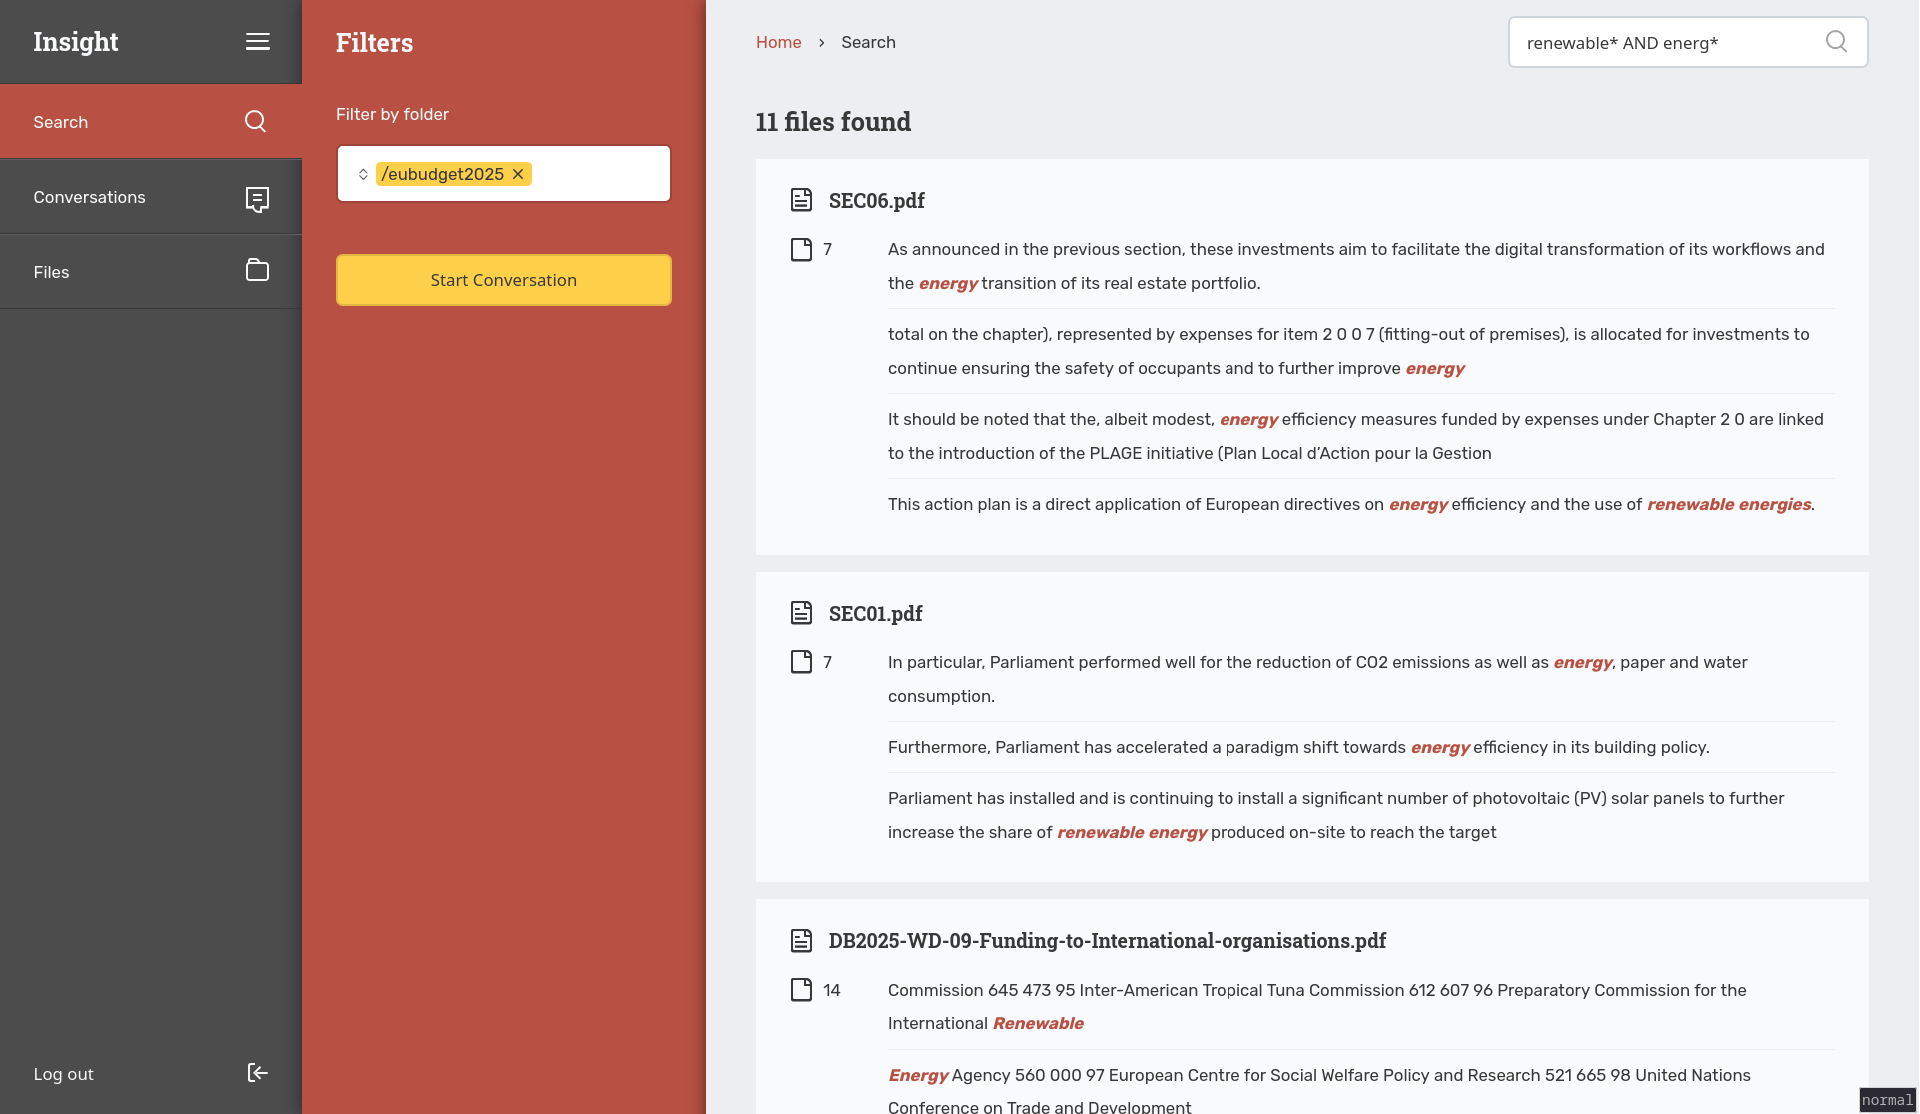 Insight
Search
Conversations
Files
Log out
Filters
Filter by folder
/eubudget2025 ×
Start Conversation
Home › Search
renewable* AND energ*
11 files found
SEC06.pdf
7
As announced in the previous section, these investments aim to facilitate the digital transformation of its workflows and
the energy transition of its real estate portfolio.
total on the chapter), represented by expenses for item 2 0 0 7 (fitting-out of premises), is allocated for investments to
continue ensuring the safety of occupants and to further improve energy
It should be noted that the, albeit modest, energy efficiency measures funded by expenses under Chapter 2 0 are linked
to the introduction of the PLAGE initiative (Plan Local d’Action pour la Gestion
This action plan is a direct application of European directives on energy efficiency and the use of renewable energies.
SEC01.pdf
7
In particular, Parliament performed well for the reduction of CO2 emissions as well as energy, paper and water
consumption.
Furthermore, Parliament has accelerated a paradigm shift towards energy efficiency in its building policy.
Parliament has installed and is continuing to install a significant number of photovoltaic (PV) solar panels to further
increase the share of renewable energy produced on-site to reach the target
DB2025-WD-09-Funding-to-International-organisations.pdf
14
Commission 645 473 95 Inter-American Tropical Tuna Commission 612 607 96 Preparatory Commission for the
International Renewable
Energy Agency 560 000 97 European Centre for Social Welfare Policy and Research 521 665 98 United Nations
Conference on Trade and Development
normal